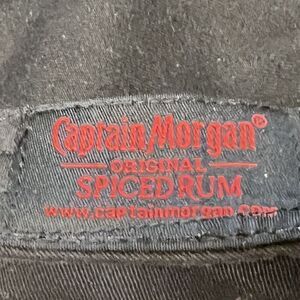 Captain Morgan®
ORIGINAL
SPICED RUM
www.captainmorgan.com